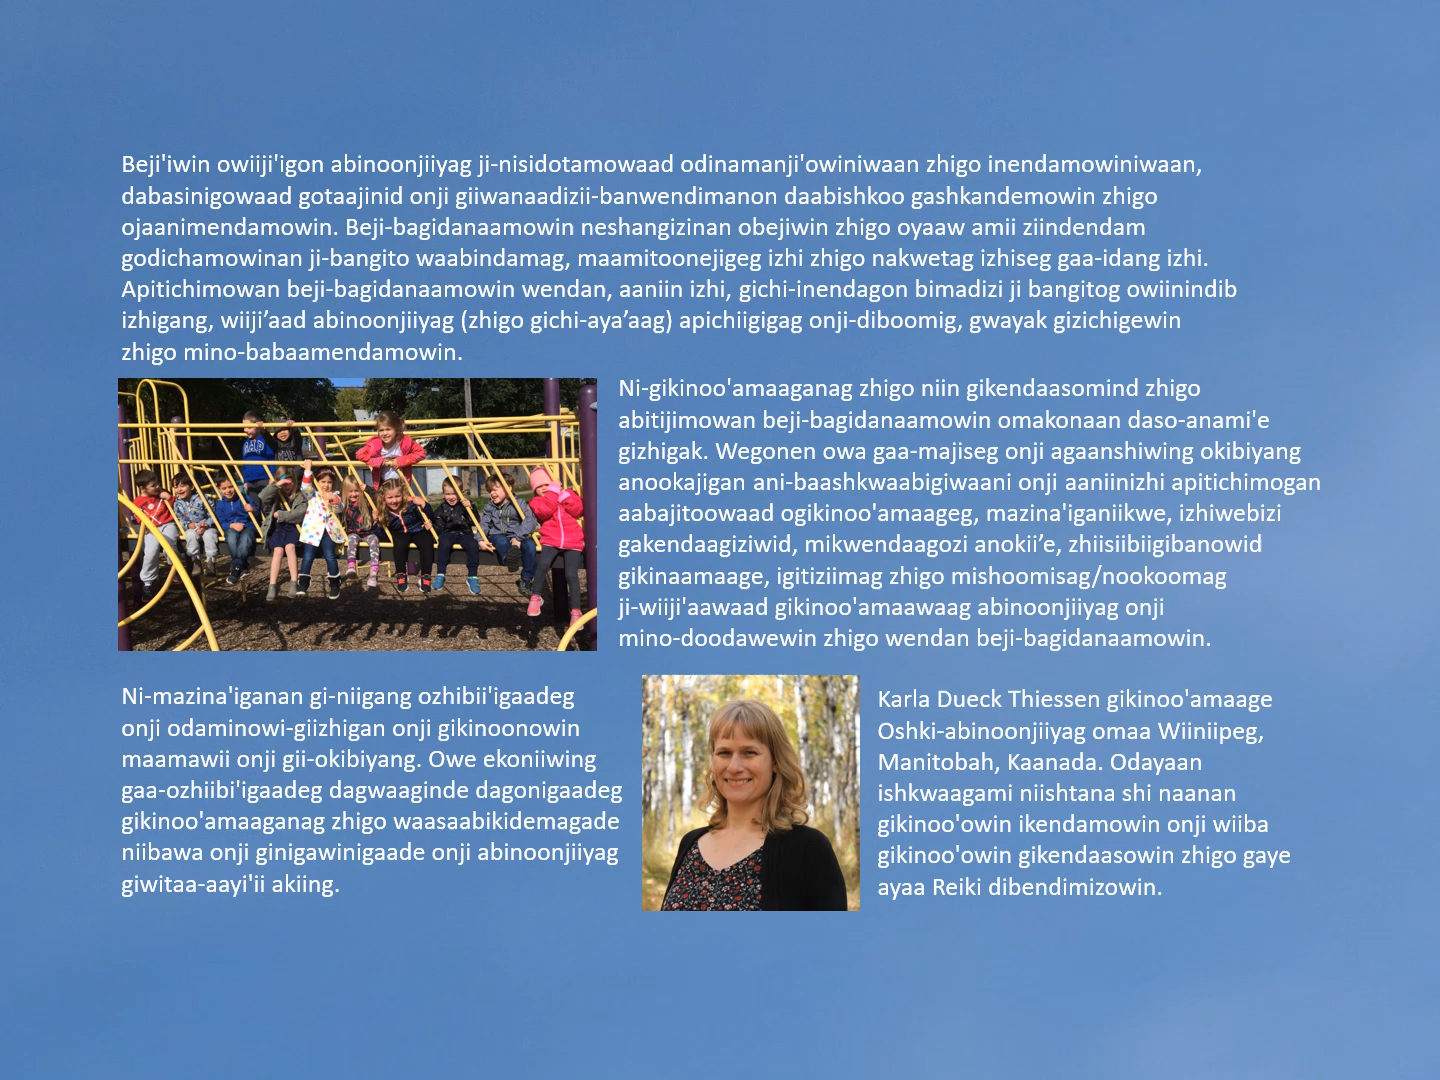 Beji'iwin owiiji'igon abinoonjiiyag ji-nisidotamowaad odinamanji'owiniwaan zhigo inendamowiniwaan,
dabasinigowaad gotaajinid onji giiwanaadizii-banwendimanon daabishkoo gashkandemowin zhigo
ojaanimendamowin. Beji-bagidanaamowin neshangizinan obejiwin zhigo oyaaw amii ziindendam
godichamowinan ji-bangito waabindamag, maamitoonejigeg izhi zhigo nakwetag izhiseg gaa-idang izhi.
Apitichimowan beji-bagidanaamowin wendan, aaniin izhi, gichi-inendagon bimadizi ji bangitog owiinindib
izhigang, wiiji’aad abinoonjiiyag (zhigo gichi-aya’aag) apichiigigag onji-diboomig, gwayak gizichigewin
zhigo mino-babaamendamowin.
Ni-gikinoo'amaaganag zhigo niin gikendaasomind zhigo
abitijimowan beji-bagidanaamowin omakonaan daso-anami'e
gizhigak. Wegonen owa gaa-majiseg onji agaanshiwing okibiyang
anookajigan ani-baashkwaabigiwaani onji aaniinizhi apitichimogan
aabajitoowaad ogikinoo'amaageg, mazina'iganiikwe, izhiwebizi
gakendaagiziwid, mikwendaagozi anokii’e, zhiisiibiigibanowid
gikinaamaage, igitiziimag zhigo mishoomisag/nookoomag
ji-wiiji'aawaad gikinoo'amaawaag abinoonjiiyag onji
mino-doodawewin zhigo wendan beji-bagidanaamowin.
Ni-mazina'iganan gi-niigang ozhibii'igaadeg
onji odaminowi-giizhigan onji gikinoonowin
maamawii onji gii-okibiyang. Owe ekoniiwing
gaa-ozhiibi'igaadeg dagwaaginde dagonigaadeg
gikinoo'amaaganag zhigo waasaabikidemagade
niibawa onji ginigawinigaade onji abinoonjiiyag
giwitaa-aayi'ii akiing.
Karla Dueck Thiessen gikinoo'amaage
Oshki-abinoonjiiyag omaa Wiiniipeg,
Manitobah, Kaanada. Odayaan
ishkwaagami niishtana shi naanan
gikinoo'owin ikendamowin onji wiiba
gikinoo'owin gikendaasowin zhigo gaye
ayaa Reiki dibendimizowin.